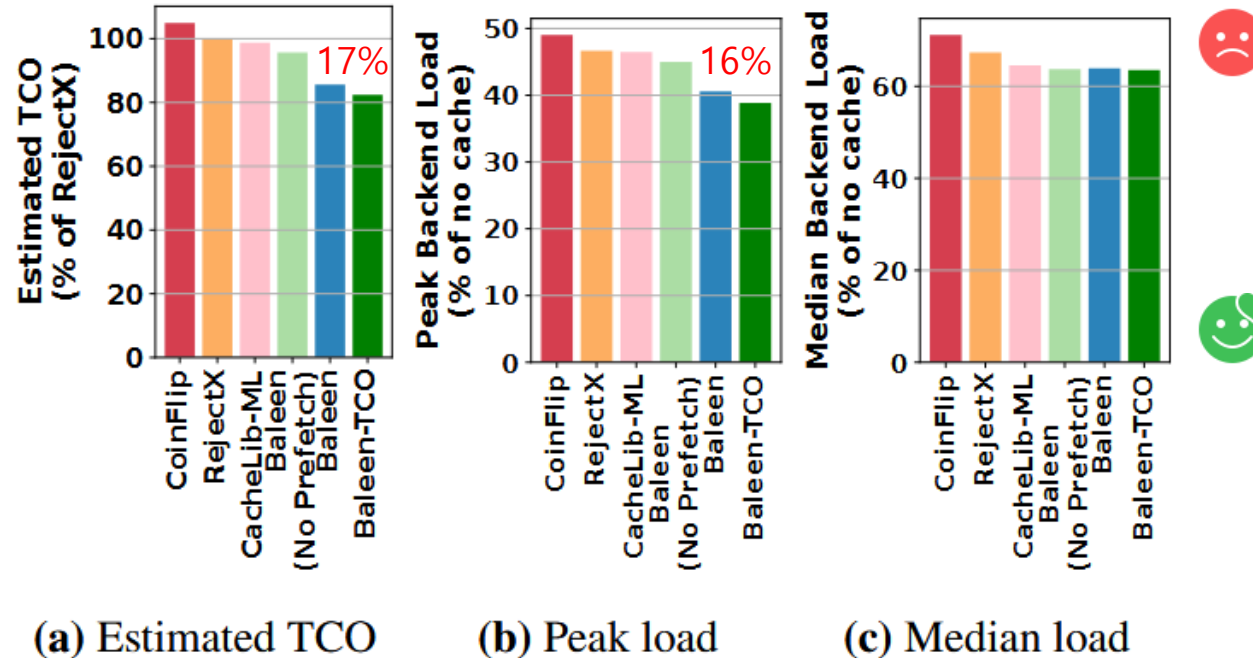 Estimated TCO
(% of RejectX)
100
80
60
40
20
0
17%
CoinFlip
RejectX
CacheLib-ML
Baleen
(No Prefetch)
Baleen
Baleen-TCO
(a) Estimated TCO
Peak Backend Load
(% of no cache)
50
40
30
20
10
0
16%
CoinFlip
RejectX
CacheLib-ML
Baleen
(No Prefetch)
Baleen
Baleen-TCO
(b) Peak load
Median Backend Load
(% of no cache)
60
40
20
0
CoinFlip
RejectX
CacheLib-ML
Baleen
(No Prefetch)
Baleen
Baleen-TCO
(c) Median load